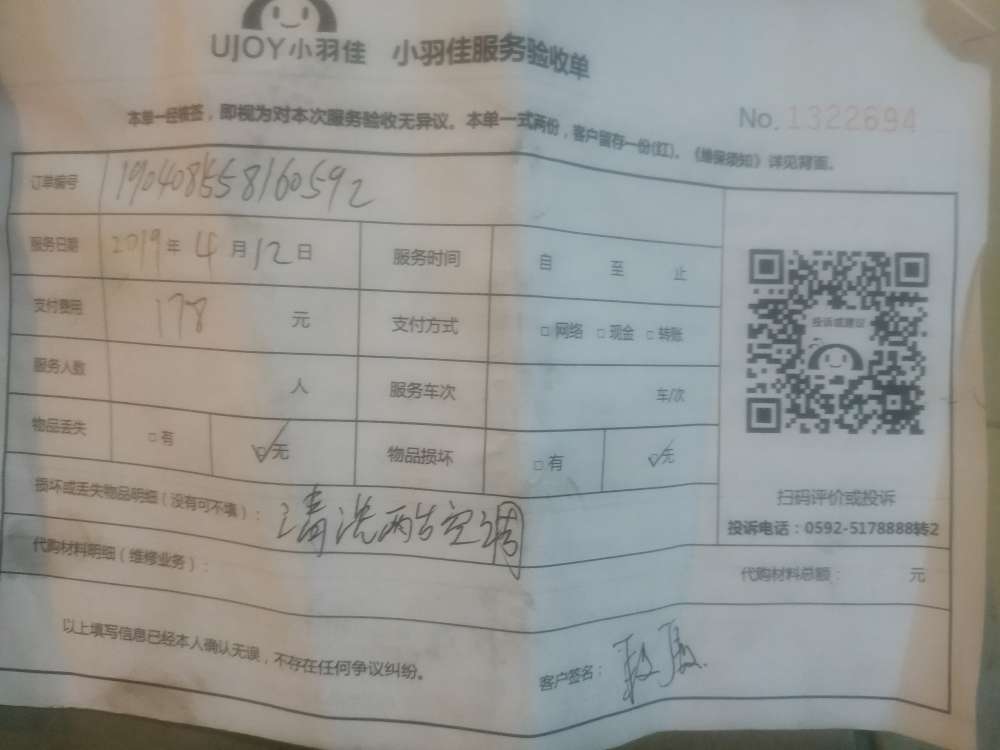 UJOY小羽佳 小羽佳服务验收单
本单一经被签，即视为对本次服务验收无异议。本单一式两份，客户留存一份(红)。《维保须知》详见背面。
No.1322694
订单编号 190408558160592
服务日期 2019年4月12日 服务时间 自 至 止
支付费用 178元 支付方式 □网络 □现金 □转账
服务人数 人 服务车次 车/次
物品丢失 □有 ☑无 物品损坏 □有 ☑无
投诉或建议
扫码评价或投诉
投诉电话：0592-5178888转2
损坏或丢失物品明细（没有可不填）：清洗两台空调
代购材料明细（维修业务）： 代购材料总额： 元
以上填写信息已经本人确认无误，不存在任何争议纠纷。
客户签名：